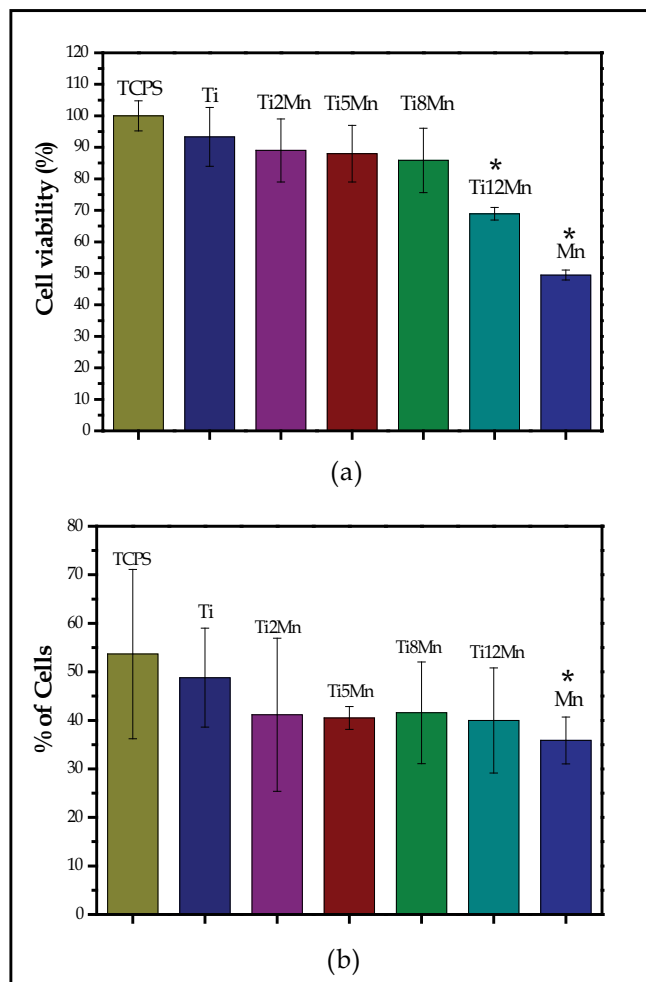 120
110
100
90
80
70
60
50
40
30
20
10
0
Cell viability (%)
TCPS
Ti
Ti2Mn
Ti5Mn
Ti8Mn
*
Ti12Mn
*
Mn
(a)
80
70
60
50
40
30
20
10
0
% of Cells
TCPS
Ti
Ti2Mn
Ti5Mn
Ti8Mn
Ti12Mn
*
Mn
(b)